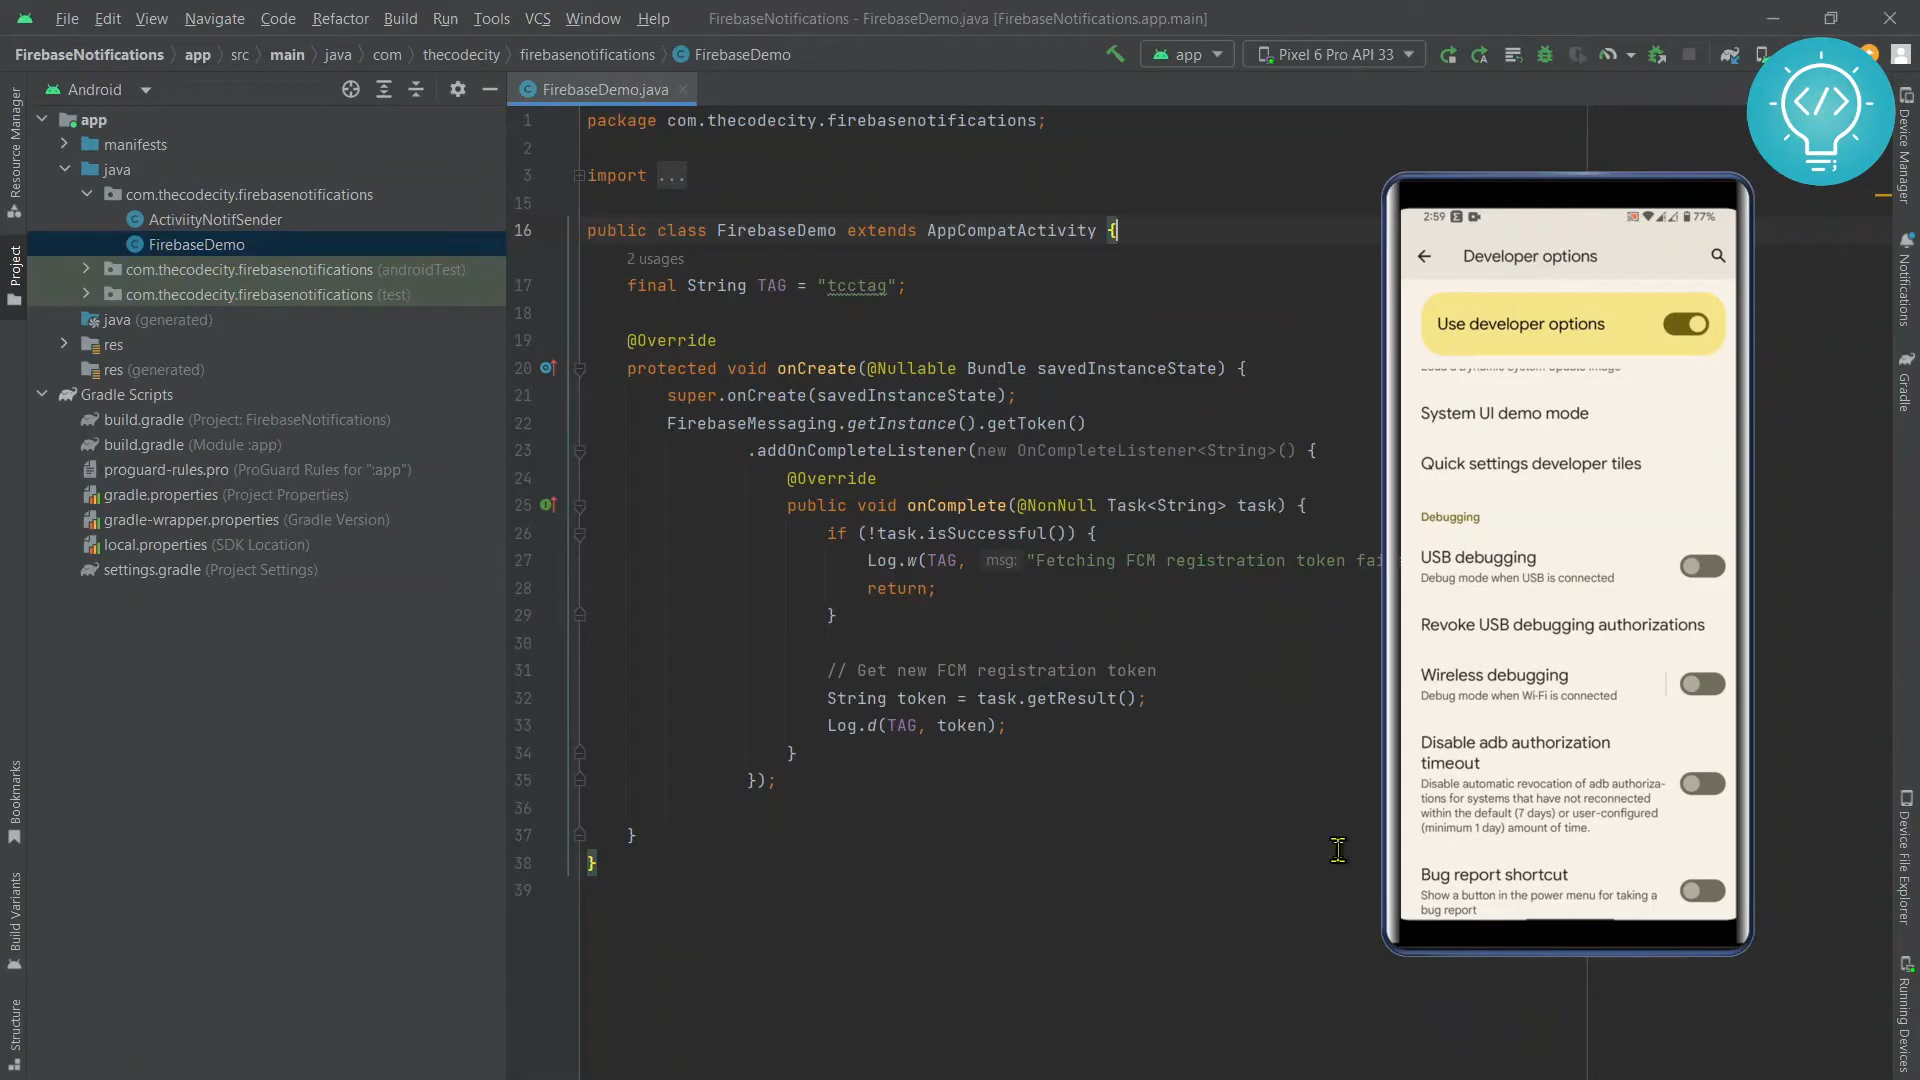 File Edit View Navigate Code Refactor Build Run Tools VCS Window Help FirebaseNotifications - FirebaseDemo.java [FirebaseNotifications.app.main]
FirebaseNotifications app src main java com thecodecity firebasenotifications FirebaseDemo app Pixel 6 Pro API 33
Android
FirebaseDemo.java
Resource Manager
Project
Bookmarks
Build Variants
Structure
app
manifests
java
com.thecodecity.firebasenotifications
ActiviityNotifSender
FirebaseDemo
com.thecodecity.firebasenotifications (androidTest)
com.thecodecity.firebasenotifications (test)
java (generated)
res
res (generated)
Gradle Scripts
build.gradle (Project: FirebaseNotifications)
build.gradle (Module :app)
proguard-rules.pro (ProGuard Rules for ":app")
gradle.properties (Project Properties)
gradle-wrapper.properties (Gradle Version)
local.properties (SDK Location)
settings.gradle (Project Settings)
1 package com.thecodecity.firebasenotifications;
2
3 import ...
15
16 public class FirebaseDemo extends AppCompatActivity {
2 usages
17 final String TAG = "tcctag";
18
19 @Override
20 protected void onCreate(@Nullable Bundle savedInstanceState) {
21 super.onCreate(savedInstanceState);
22 FirebaseMessaging.getInstance().getToken()
23 .addOnCompleteListener(new OnCompleteListener<String>() {
24 @Override
25 public void onComplete(@NonNull Task<String> task) {
26 if (!task.isSuccessful()) {
27 Log.w(TAG, msg: "Fetching FCM registration token fai
28 return;
29 }
30
31 // Get new FCM registration token
32 String token = task.getResult();
33 Log.d(TAG, token);
34 }
35 });
36
37 }
38 }
39
2:59 77%
Developer options
Use developer options
System UI demo mode
Quick settings developer tiles
Debugging
USB debugging
Debug mode when USB is connected
Revoke USB debugging authorizations
Wireless debugging
Debug mode when Wi-Fi is connected
Disable adb authorization
timeout
Disable automatic revocation of adb authoriza-
tions for systems that have not reconnected
within the default (7 days) or user-configured
(minimum 1 day) amount of time.
Bug report shortcut
Show a button in the power menu for taking a
bug report
</>
Device Manager
Notifications
Gradle
Device File Explorer
Running Devices